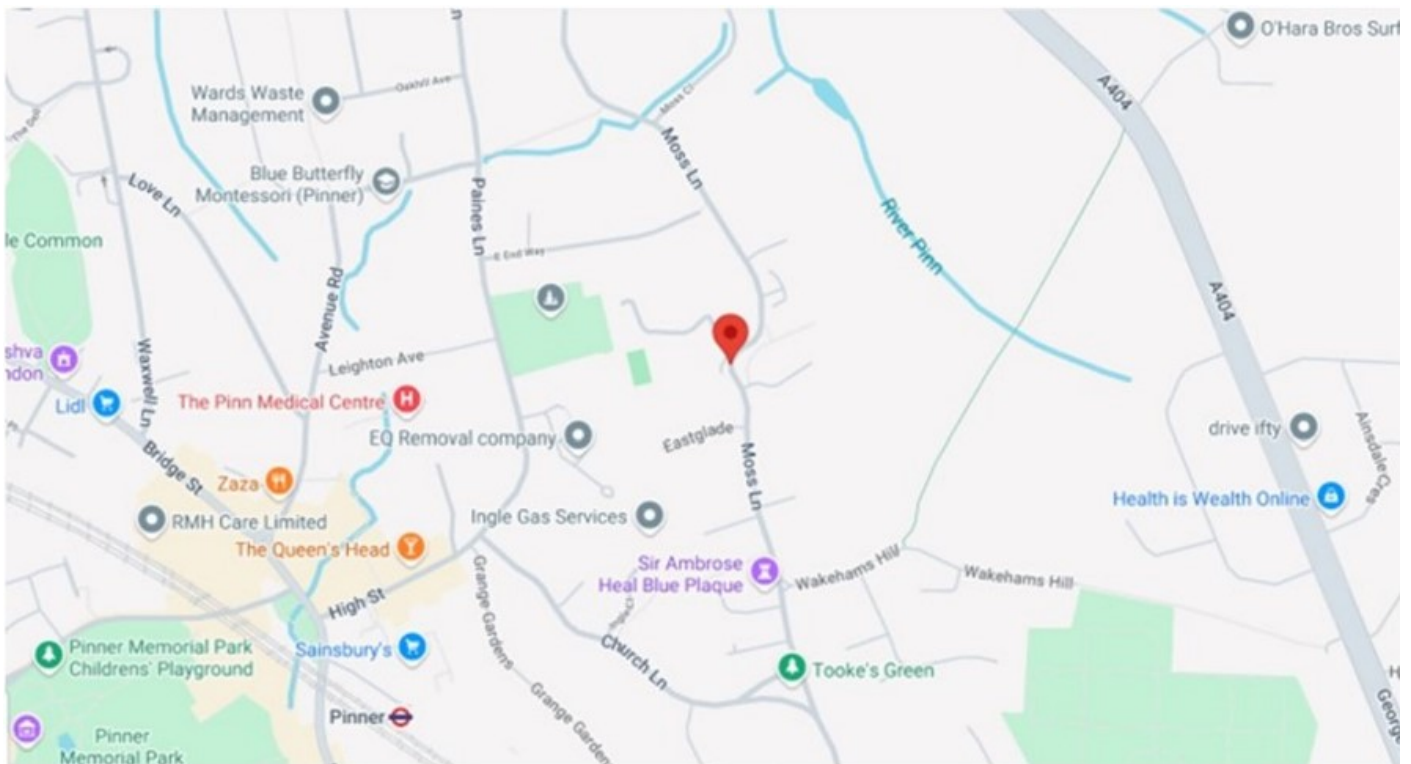 O'Hara Bros Surf
A404
Wards Waste
Management
Oakhill Ave
Moss Cl
The Dell
Moss Ln
Blue Butterfly
Montessori (Pinner)
Love Ln
Paines Ln
River Pinn
le Common
E End Way
A404
Avenue Rd
shva
ndon
Waxwell Ln
Leighton Ave
Lidl
The Pinn Medical Centre
EQ Removal company
Eastglade
drive ifty
Ainsdale Cres
Bridge St
Moss Ln
Zaza
Health is Wealth Online
RMH Care Limited
Ingle Gas Services
The Queen's Head
Sir Ambrose
Heal Blue Plaque
Wakehams Hill
Wakehams Hill
High St
Grange Gardens
Church Ln
Pinner Memorial Park
Childrens' Playground
Sainsbury's
Tooke's Green
Grange Garden
Pinner
Pinner
Memorial Park
George